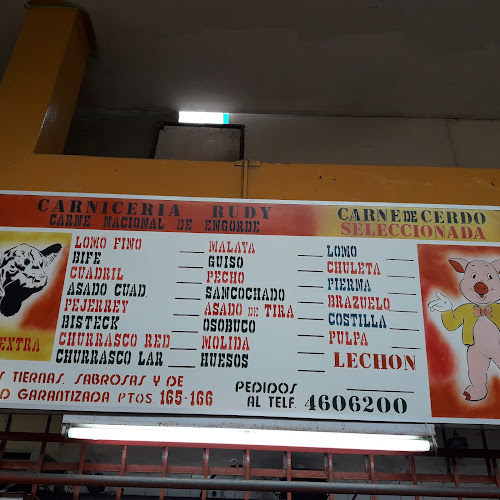 CARNICERIA RUDY
CARNE NACIONAL DE ENGORDE
CARNE DE CERDO
SELECCIONADA
EXTRA
LOMO FINO
BIFE
CUADRIL
ASADO CUAD.
PEJERREY
BISTECK
CHURRASCO RED
CHURRASCO LAR.
MALAYA
GUISO
PECHO
SANCOCHADO
ASADO DE TIRA
OSOBUCO
MOLIDA
HUESOS
LOMO
CHULETA
PIERNA
BRAZUELO
COSTILLA
PULPA
LECHON
S TIERNAS, SABROSAS Y DE
D GARANTIZADA PTOS 165-166
PEDIDOS
AL TELF. 4606200